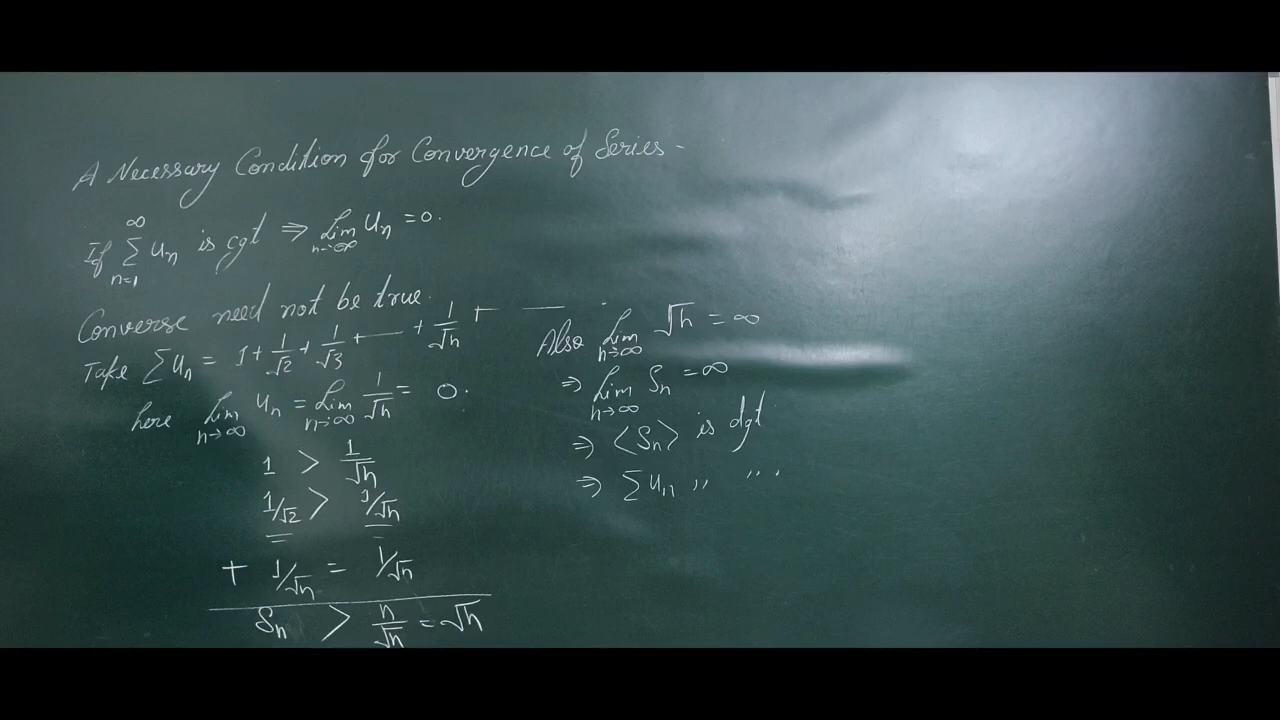 A Necessary Condition for Convergence of Series -
If ∑_{n=1}^{∞} u_n is cgt ⇒ Lim_{n→∞} u_n = 0.
Converse need not be true.
Take ∑u_n = 1 + 1/√2 + 1/√3 + — + 1/√n + — —
here Lim_{n→∞} u_n = Lim_{n→∞} 1/√n = 0.
1 > 1/√n
1/√2 > 1/√n
= =
+ 1/√n = 1/√n
S_n > n/√n = √n
Also Lim_{n→∞} √n = ∞
⇒ Lim_{n→∞} S_n = ∞
⇒ ⟨S_n⟩ is dgt
⇒ ∑u_n ,, ,, .